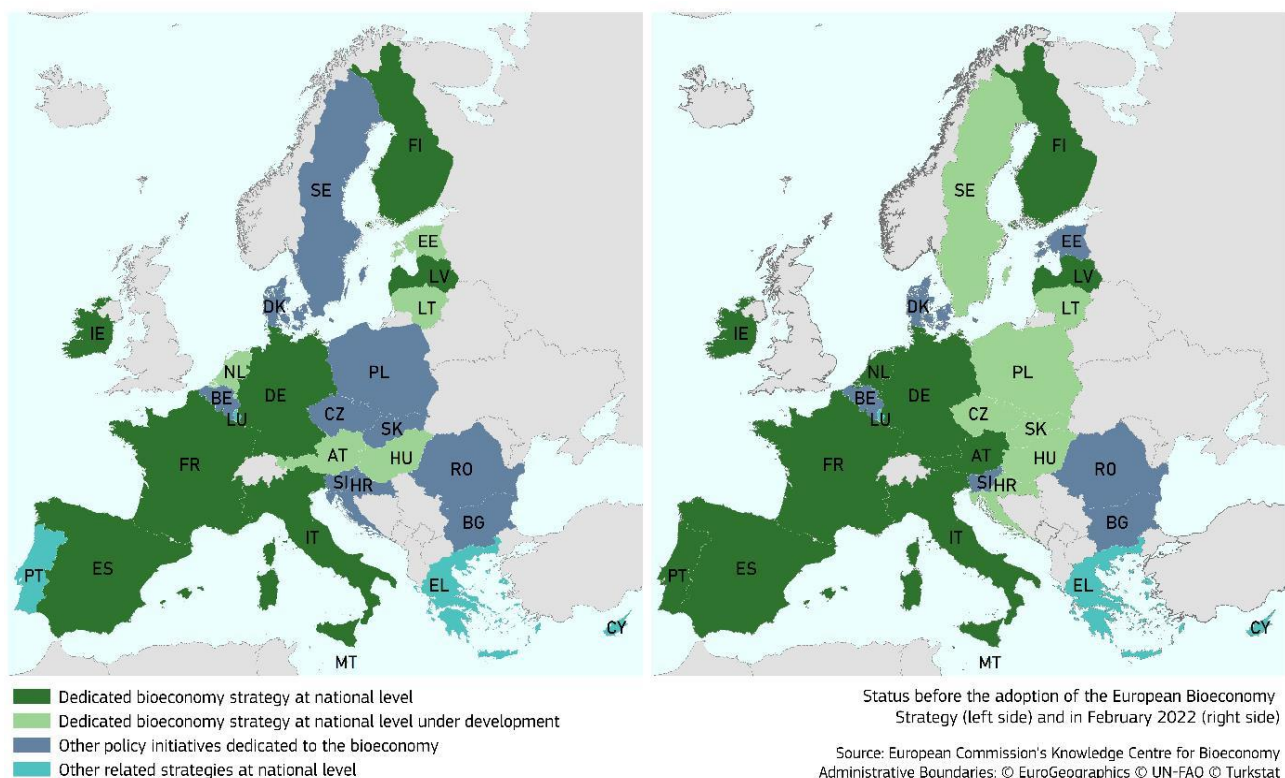 FI
SE
EE
LV
DK
LT
IE
NL
PL
BE
DE
LU
CZ
SK
FR
AT
HU
SI
HR
RO
BG
IT
PT
ES
EL
CY
MT
FI
SE
EE
LV
DK
LT
IE
NL
PL
BE
DE
LU
CZ
SK
FR
AT
HU
SI
HR
RO
BG
IT
PT
ES
EL
CY
MT
Dedicated bioeconomy strategy at national level
Dedicated bioeconomy strategy at national level under development
Other policy initiatives dedicated to the bioeconomy
Other related strategies at national level
Status before the adoption of the European Bioeconomy
Strategy (left side) and in February 2022 (right side)
Source: European Commission's Knowledge Centre for Bioeconomy
Administrative Boundaries: © EuroGeographics © UN-FAO © Turkstat